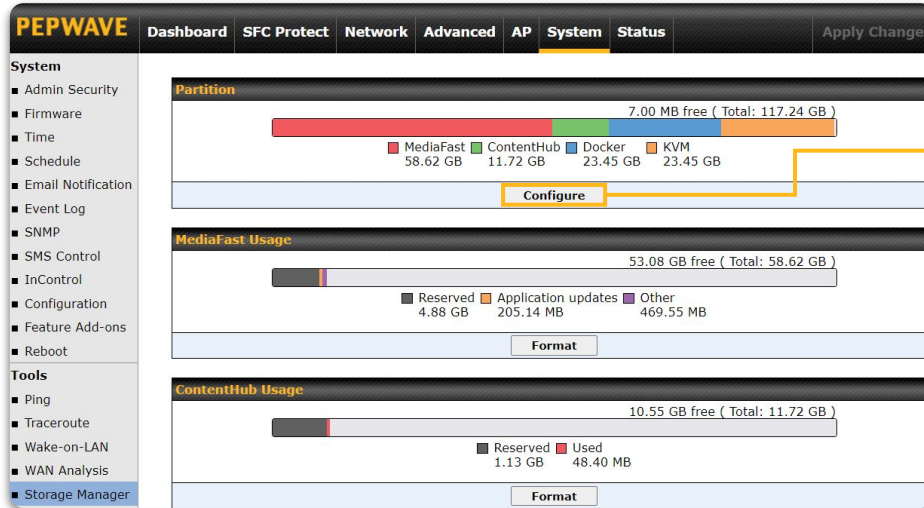 PEPWAVE
Dashboard SFC Protect Network Advanced AP System Status Apply Change
System
Admin Security
Firmware
Time
Schedule
Email Notification
Event Log
SNMP
SMS Control
InControl
Configuration
Feature Add-ons
Reboot
Tools
Ping
Traceroute
Wake-on-LAN
WAN Analysis
Storage Manager
Partition
7.00 MB free ( Total: 117.24 GB )
MediaFast ContentHub Docker KVM
58.62 GB 11.72 GB 23.45 GB 23.45 GB
Configure
MediaFast Usage
53.08 GB free ( Total: 58.62 GB )
Reserved Application updates Other
4.88 GB 205.14 MB 469.55 MB
Format
ContentHub Usage
10.55 GB free ( Total: 11.72 GB )
Reserved Used
1.13 GB 48.40 MB
Format